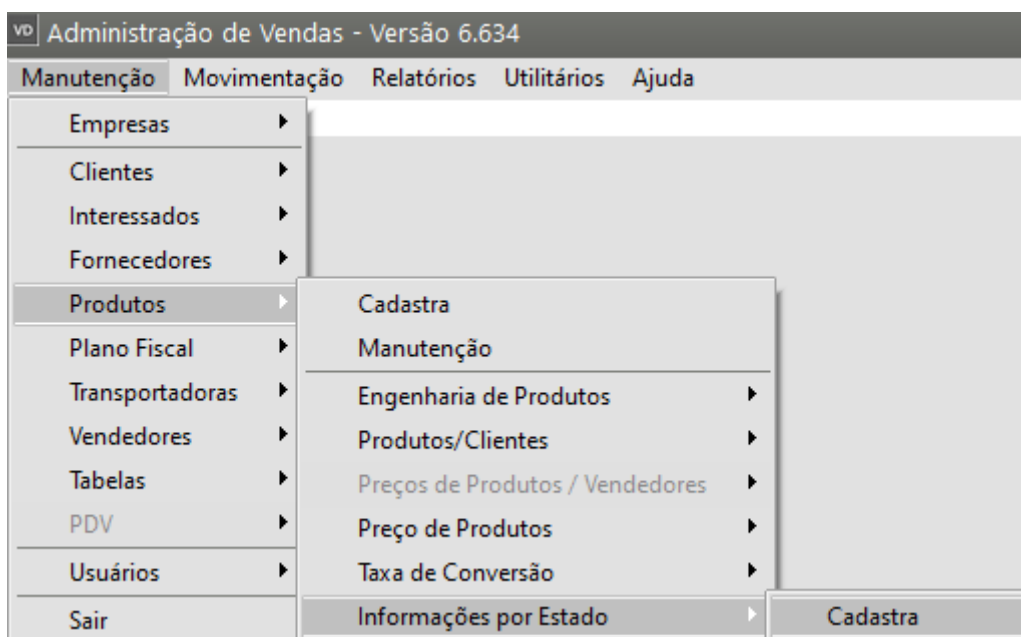 VD Administração de Vendas - Versão 6.634
Manutenção Movimentação Relatórios Utilitários Ajuda
Empresas
Clientes
Interessados
Fornecedores
Produtos
Plano Fiscal
Transportadoras
Vendedores
Tabelas
PDV
Usuários
Sair
Cadastra
Manutenção
Engenharia de Produtos
Produtos/Clientes
Preços de Produtos / Vendedores
Preço de Produtos
Taxa de Conversão
Informações por Estado
Cadastra